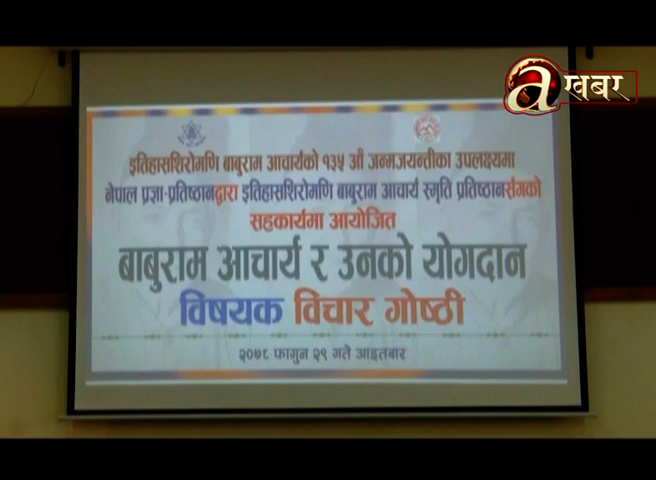 a खबर
इतिहासशिरोमणि बाबुराम आचार्यको १३५ औँ जन्मजयन्तीका उपलक्ष्यमा
नेपाल प्रज्ञा-प्रतिष्ठानद्वारा इतिहासशिरोमणि बाबुराम आचार्य स्मृति प्रतिष्ठानसँगको
सहकार्यमा आयोजित
बाबुराम आचार्य र उनको योगदान
विषयक विचार गोष्ठी
२०७८ फागुन २९ गते आइतबार